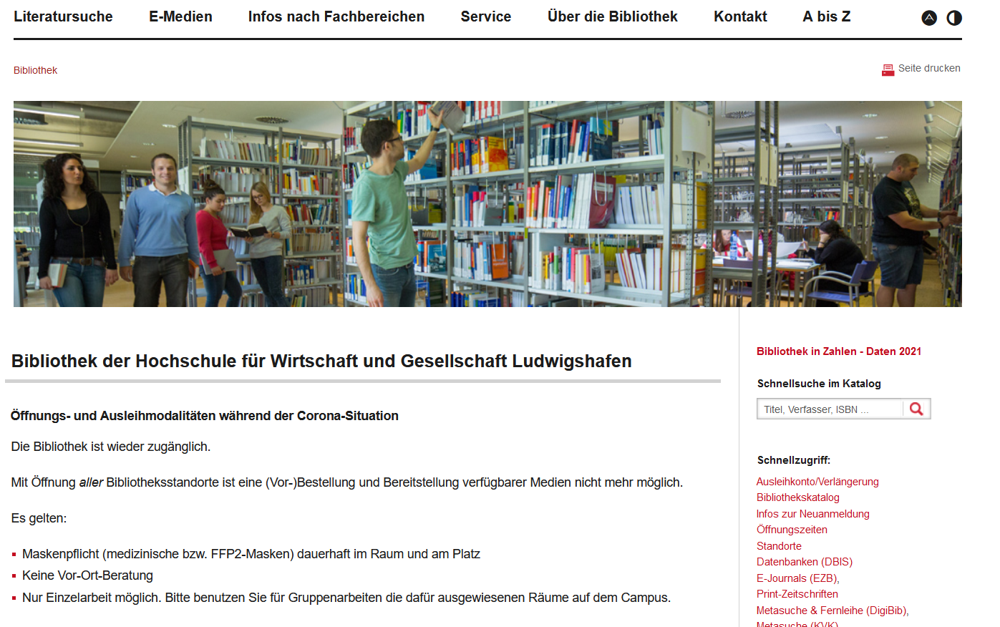 Literatursuche E-Medien Infos nach Fachbereichen Service Über die Bibliothek Kontakt A bis Z
Bibliothek
Seite drucken
Bibliothek der Hochschule für Wirtschaft und Gesellschaft Ludwigshafen
Öffnungs- und Ausleihmodalitäten während der Corona-Situation
Die Bibliothek ist wieder zugänglich.
Mit Öffnung aller Bibliotheksstandorte ist eine (Vor-)Bestellung und Bereitstellung verfügbarer Medien nicht mehr möglich.
Es gelten:
Maskenpflicht (medizinische bzw. FFP2-Masken) dauerhaft im Raum und am Platz
Keine Vor-Ort-Beratung
Nur Einzelarbeit möglich. Bitte benutzen Sie für Gruppenarbeiten die dafür ausgewiesenen Räume auf dem Campus.
Bibliothek in Zahlen - Daten 2021
Schnellsuche im Katalog
Titel, Verfasser, ISBN ...
Schnellzugriff:
Ausleihkonto/Verlängerung
Bibliothekskatalog
Infos zur Neuanmeldung
Öffnungszeiten
Standorte
Datenbanken (DBIS)
E-Journals (EZB),
Print-Zeitschriften
Metasuche & Fernleihe (DigiBib),
Metasuche (KVK)